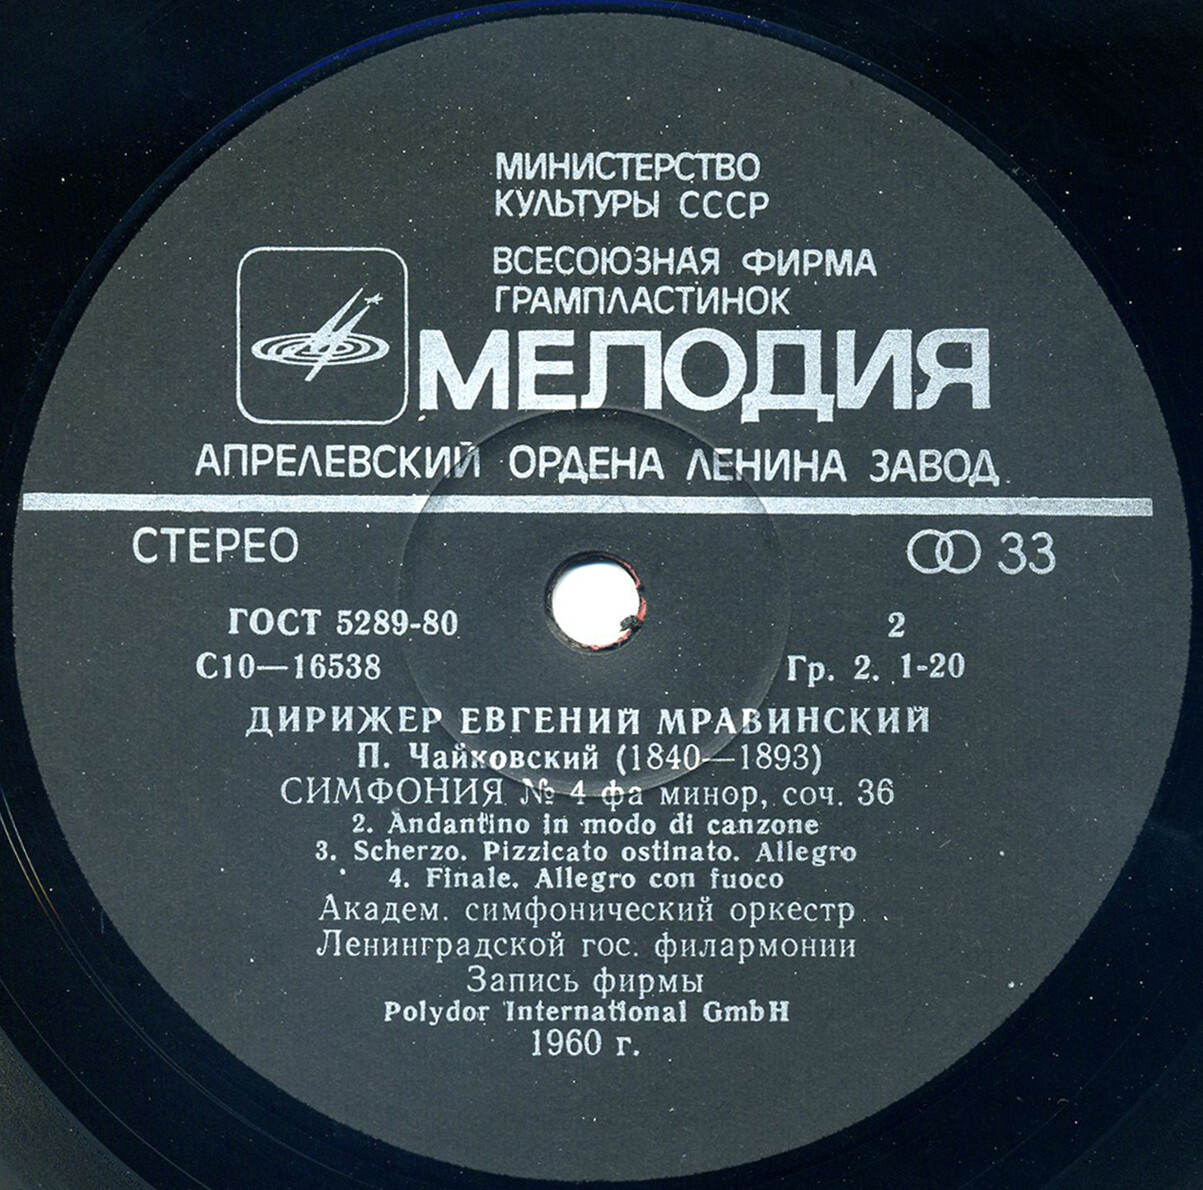 МИНИСТЕРСТВО
КУЛЬТУРЫ СССР
ВСЕСОЮЗНАЯ ФИРМА
ГРАМПЛАСТИНОК
МЕЛОДИЯ
АПРЕЛЕВСКИЙ ОРДЕНА ЛЕНИНА ЗАВОД
СТЕРЕО 33
ГОСТ 5289-80 2
С10—16538 Гр. 2. 1-20
ДИРИЖЕР ЕВГЕНИЙ МРАВИНСКИЙ
П. Чайковский (1840—1893)
СИМФОНИЯ № 4 фа минор, соч. 36
2. Andantino in modo di canzone
3. Scherzo. Pizzicato ostinato. Allegro
4. Finale. Allegro con fuoco
Академ. симфонический оркестр
Ленинградской гос. филармонии
Запись фирмы
Polydor International GmbH
1960 г.